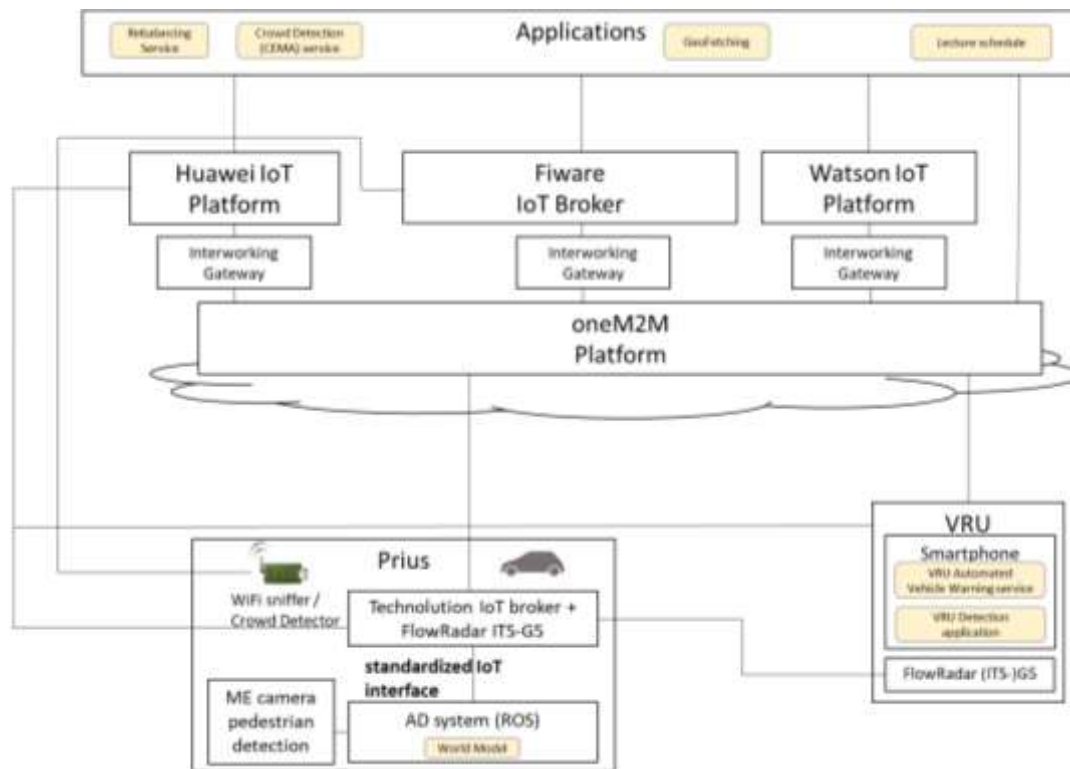 Applications
Rebalancing
Service
Crowd Detection
(CEMA) service
GeoFetching
Lecture schedule
Huawei IoT
Platform
Fiware
IoT Broker
Watson IoT
Platform
Interworking
Gateway
Interworking
Gateway
Interworking
Gateway
oneM2M
Platform
Prius
WiFi sniffer /
Crowd Detector
Technolution IoT broker +
FlowRadar ITS-G5
standardized IoT
interface
ME camera
pedestrian
detection
AD system (ROS)
World Model
VRU
Smartphone
VRU Automated
Vehicle Warning service
VRU Detection
application
FlowRadar (ITS-)G5